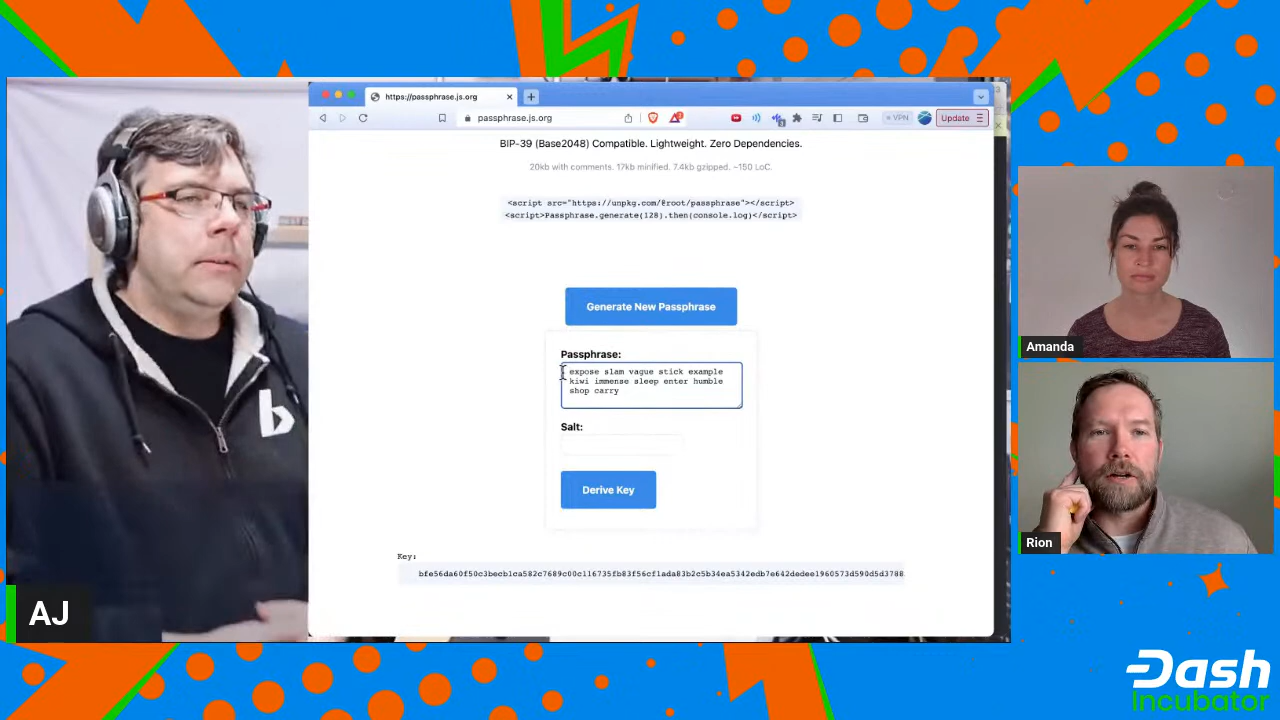 https://passphrase.js.org
passphrase.js.org
VPN
Update
BIP-39 (Base2048) Compatible. Lightweight. Zero Dependencies.
20kb with comments. 17kb minified. 7.4kb gzipped. ~150 LoC.
<script src="https://unpkg.com/@root/passphrase"></script>
<script>Passphrase.generate(128).then(console.log)</script>
Generate New Passphrase
Passphrase:
expose slam vague stick example
kiwi immense sleep enter humble
shop carry
Salt:
Derive Key
Key:
AJ
Amanda
Rion
Dash
Incubator